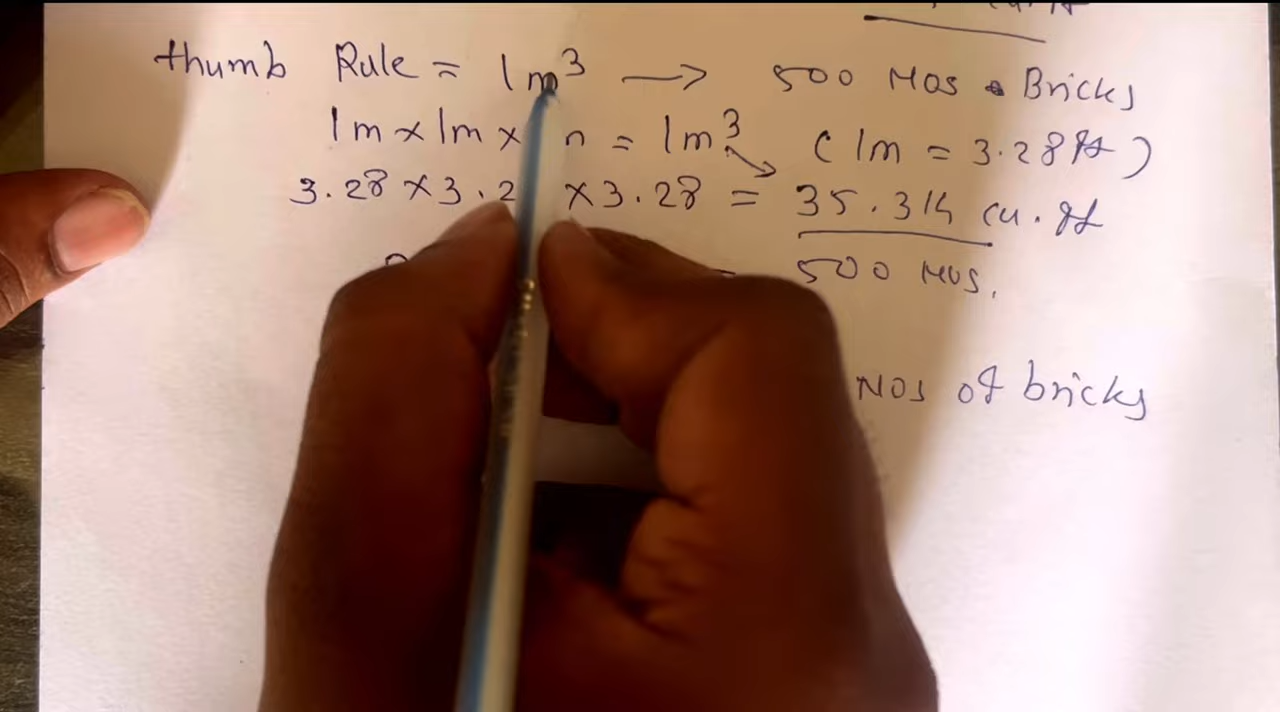 thumb Rule = 1m³ → 500 NOS Bricks
1m × 1m × = 1m³ (1m = 3.28ft)
3.28 × 3.2 × 3.28 = 35.314 cu.ft
500 NOS.
NOS of bricks